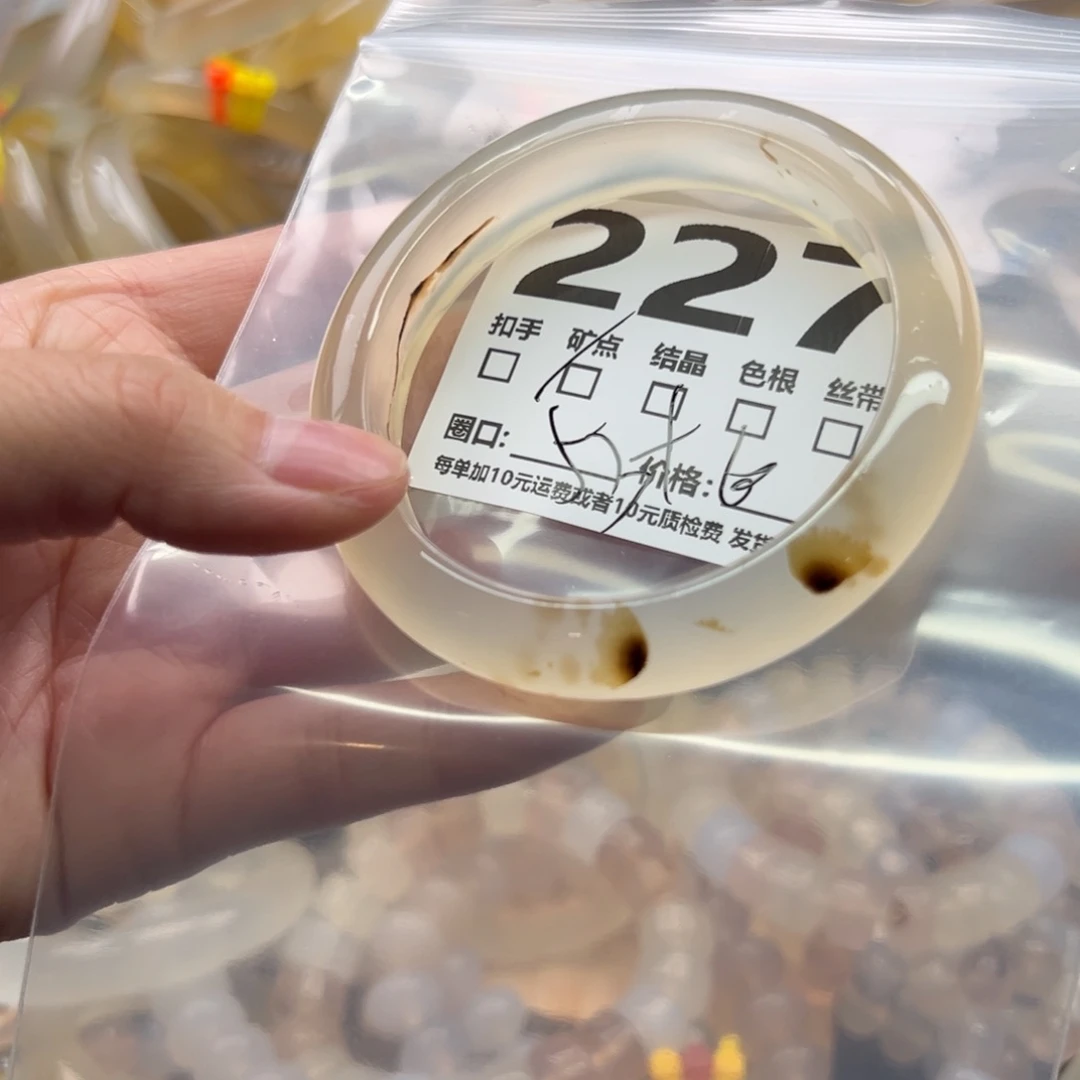 227
扣手 矿点 结晶 色根 丝带
圈口: 价格:
每单加10元运费或者10元质检费 发货